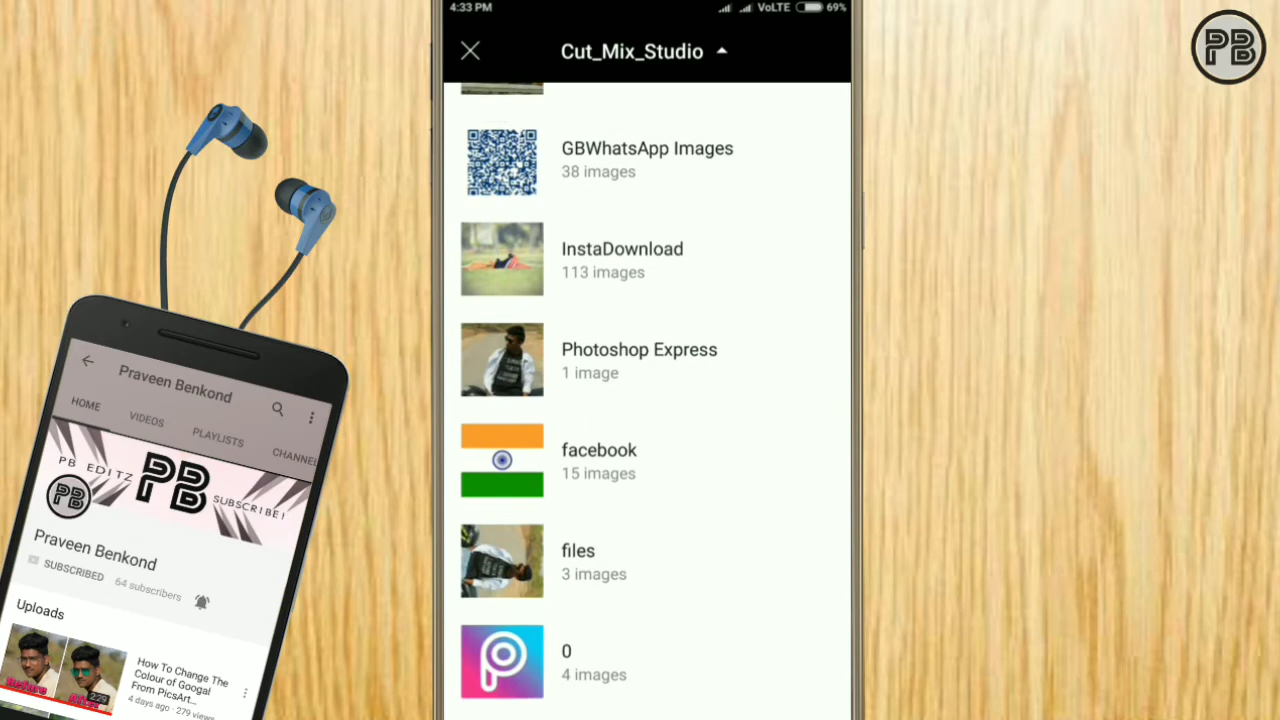 4:33 PM
VoLTE
69%
Cut_Mix_Studio
GBWhatsApp Images
38 images
InstaDownload
113 images
Photoshop Express
1 image
facebook
15 images
files
3 images
0
4 images
PB
Praveen Benkond
HOME
VIDEOS
PLAYLISTS
CHANNEL
PB EDITZ
PB
SUBSCRIBE!
PB
Praveen Benkond
SUBSCRIBED
64 subscribers
Uploads
How To Change The
Colour of Googal
From PicsArt...
4 days ago · 279 views
Before
After
2:29